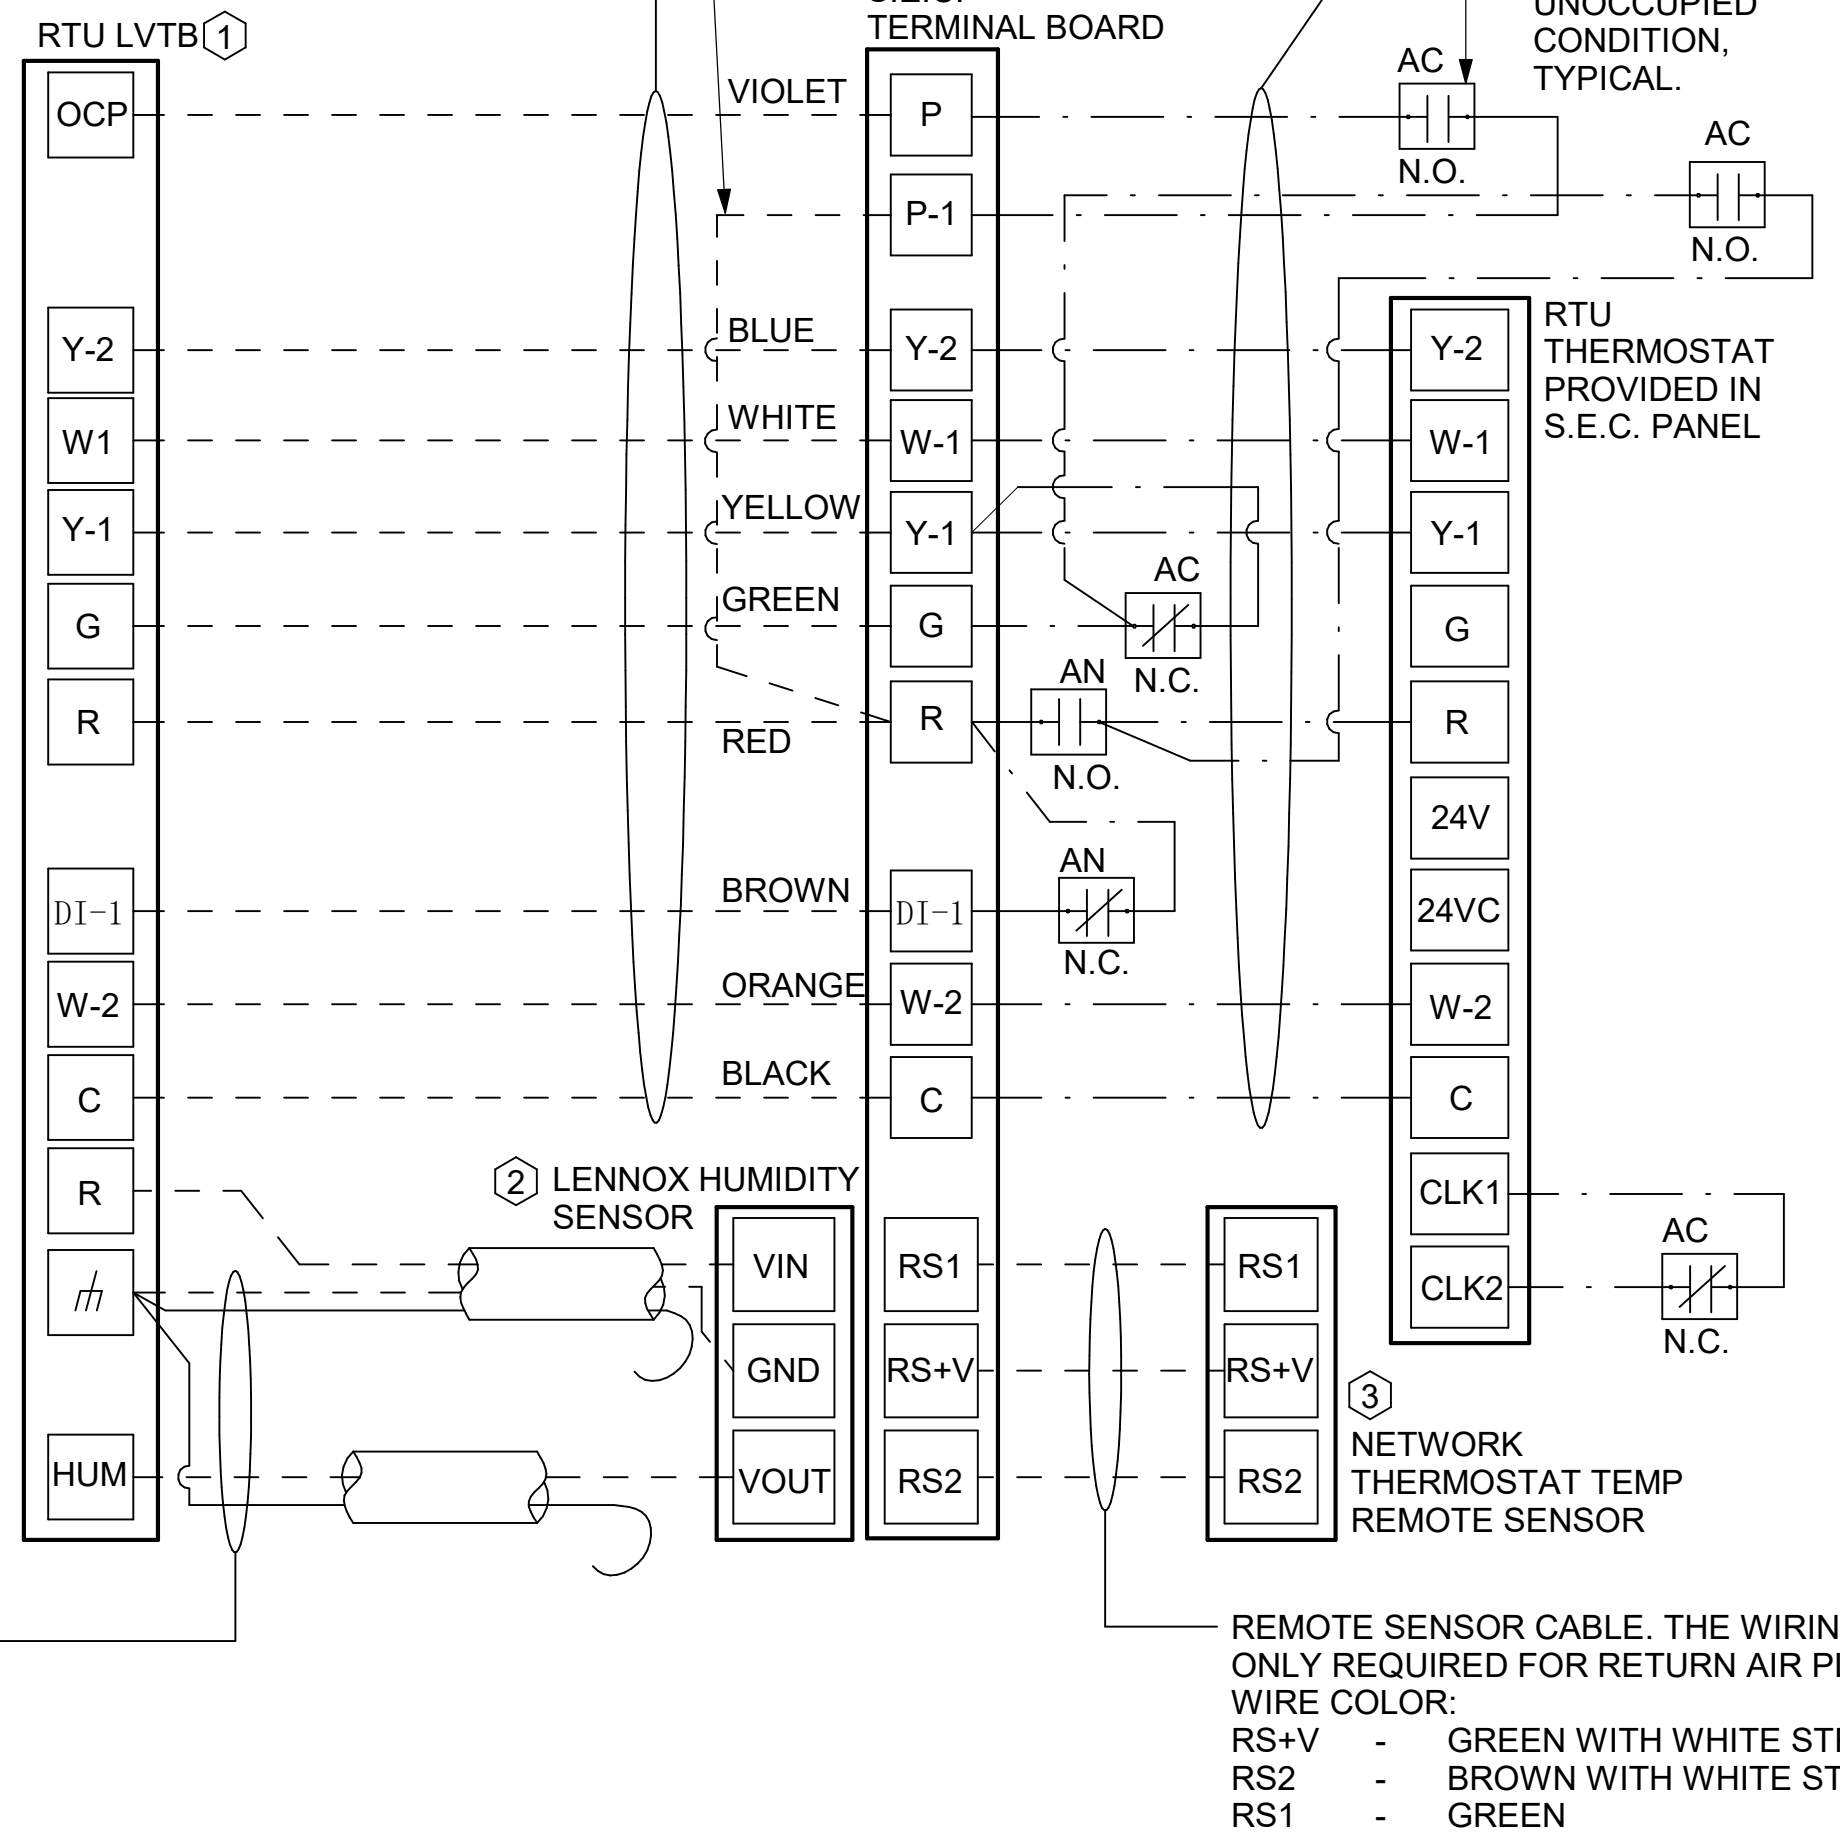 RTU LVTB 1
TERMINAL BOARD
UNOCCUPIED
CONDITION,
TYPICAL.
OCP
VIOLET
P
AC
N.O.
AC
N.O.
P-1
Y-2
BLUE
Y-2
Y-2
RTU
THERMOSTAT
PROVIDED IN
S.E.C. PANEL
W1
WHITE
W-1
W-1
Y-1
YELLOW
Y-1
Y-1
G
GREEN
G
AC
N.C.
G
R
RED
R
AN
N.O.
R
24V
DI-1
BROWN
DI-1
AN
N.C.
24VC
W-2
ORANGE
W-2
W-2
C
BLACK
C
C
R
2 LENNOX HUMIDITY
SENSOR
CLK1
AC
N.C.
CLK2
VIN
RS1
RS1
GND
RS+V
RS+V
HUM
VOUT
RS2
RS2
3
NETWORK
THERMOSTAT TEMP
REMOTE SENSOR
REMOTE SENSOR CABLE. THE WIRIN
ONLY REQUIRED FOR RETURN AIR
WIRE COLOR:
RS+V - GREEN WITH WHITE
RS2 - BROWN WITH WHITE
RS1 - GREEN